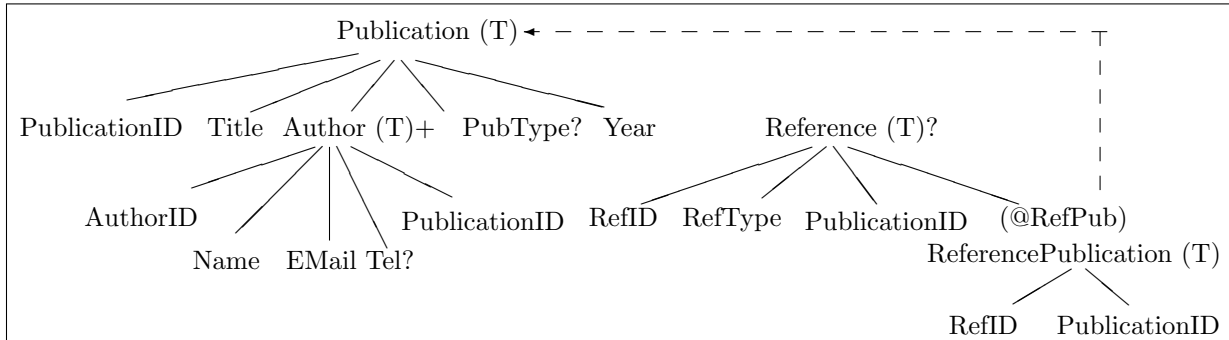 Publication (T)
PublicationID Title Author (T)+ PubType? Year Reference (T)?
AuthorID PublicationID RefID RefType PublicationID (@RefPub)
Name EMail Tel? ReferencePublication (T)
RefID PublicationID